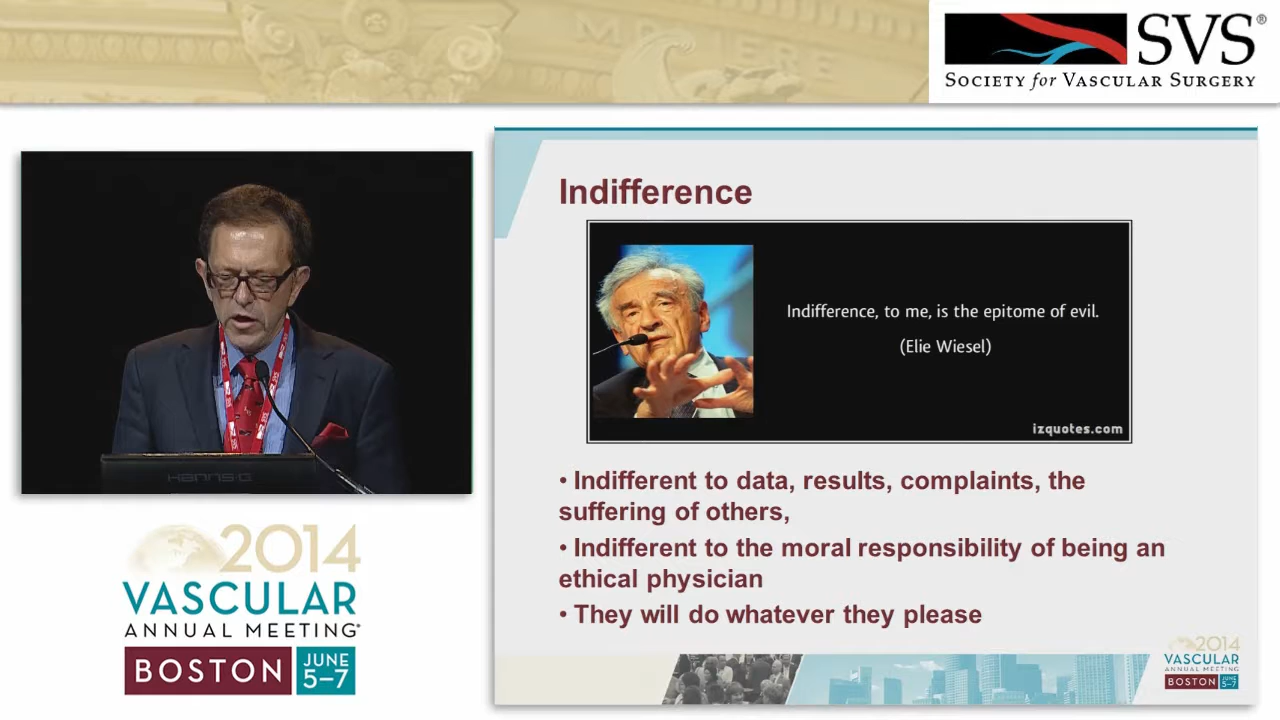 SVS®
SOCIETY for VASCULAR SURGERY
Indifference
Indifference, to me, is the epitome of evil.
(Elie Wiesel)
izquotes.com
• Indifferent to data, results, complaints, the
suffering of others,
• Indifferent to the moral responsibility of being an
ethical physician
• They will do whatever they please
HANNS-G
2014
VASCULAR
ANNUAL MEETING®
BOSTON
JUNE
5–7
2014
VASCULAR
ANNUAL MEETING
BOSTON
JUNE
5–7